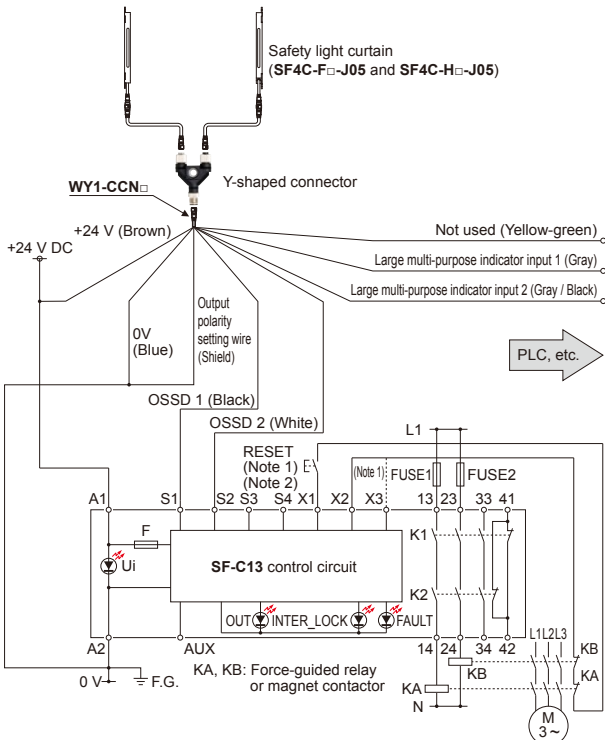 Safety light curtain
(SF4C-F□-J05 and SF4C-H□-J05)
Y-shaped connector
WY1-CCN□
+24 V (Brown)
+24 V DC
Not used (Yellow-green)
Large multi-purpose indicator input 1 (Gray)
Large multi-purpose indicator input 2 (Gray / Black)
Output
polarity
setting wire
(Shield)
0V
(Blue)
PLC, etc.
OSSD 1 (Black)
OSSD 2 (White)
L1
RESET
(Note 1)
(Note 2)
(Note 1)
FUSE1
FUSE2
A1
S1
S2
S3
S4
X1
X2
X3
13
23
33
41
F
K1
Ui
SF-C13 control circuit
K2
OUT
INTER_LOCK
FAULT
L1L2L3
A2
AUX
14
24
34
42
KA, KB: Force-guided relay
or magnet contactor
KB
KB
0 V
F.G.
KA
KA
N
M
3~